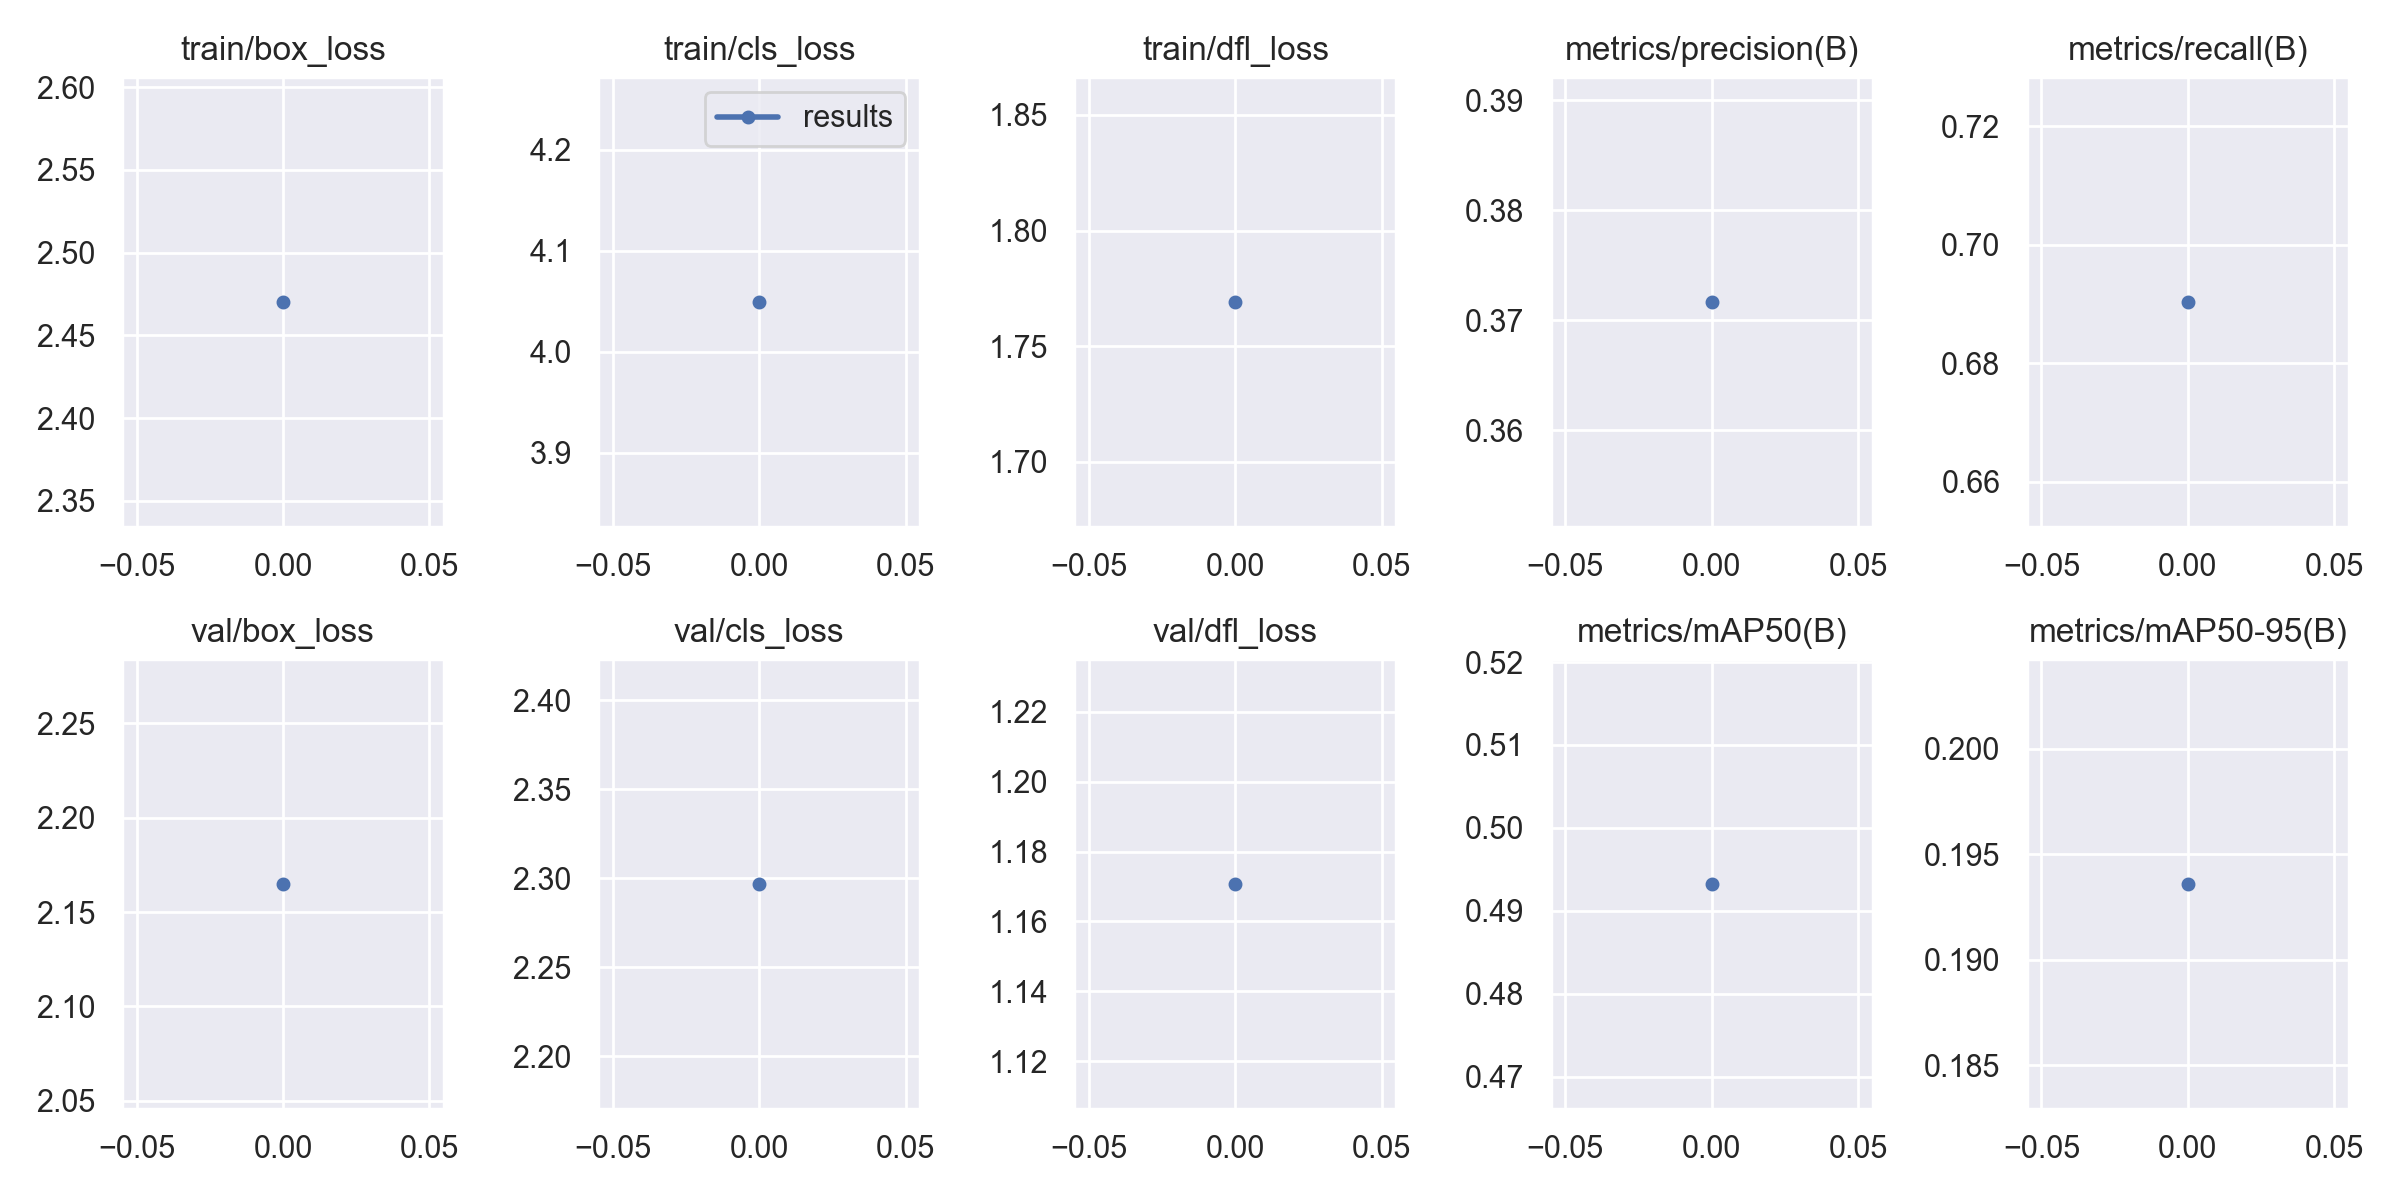 train/box_loss
2.60
2.55
2.50
2.45
2.40
2.35
−0.05 0.00 0.05
train/cls_loss
results
4.2
4.1
4.0
3.9
−0.05 0.00 0.05
train/dfl_loss
1.85
1.80
1.75
1.70
−0.05 0.00 0.05
metrics/precision(B)
0.39
0.38
0.37
0.36
−0.05 0.00 0.05
metrics/recall(B)
0.72
0.70
0.68
0.66
−0.05 0.00 0.05
val/box_loss
2.25
2.20
2.15
2.10
2.05
−0.05 0.00 0.05
val/cls_loss
2.40
2.35
2.30
2.25
2.20
−0.05 0.00 0.05
val/dfl_loss
1.22
1.20
1.18
1.16
1.14
1.12
−0.05 0.00 0.05
metrics/mAP50(B)
0.52
0.51
0.50
0.49
0.48
0.47
−0.05 0.00 0.05
metrics/mAP50-95(B)
0.200
0.195
0.190
0.185
−0.05 0.00 0.05